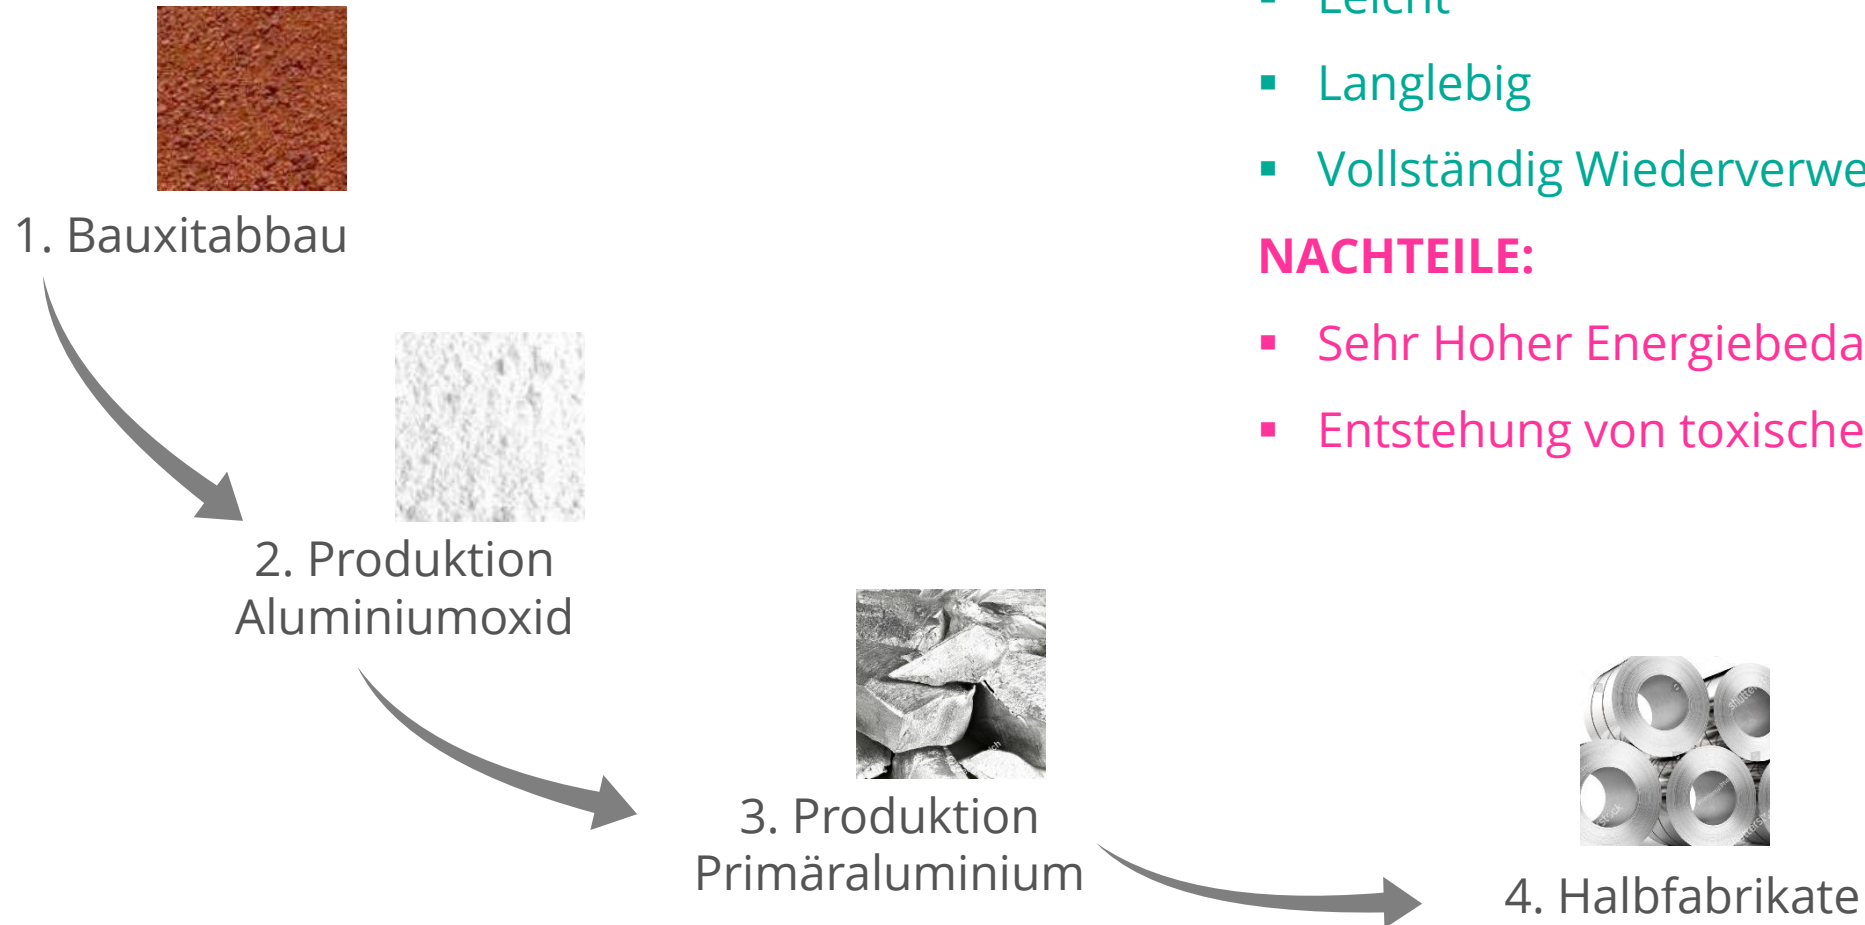 Leicht
Langlebig
Vollständig Wiederverwe
NACHTEILE:
Sehr Hoher Energiebeda
Entstehung von toxische
1. Bauxitabbau
2. Produktion
Aluminiumoxid
3. Produktion
Primäraluminium
4. Halbfabrikate